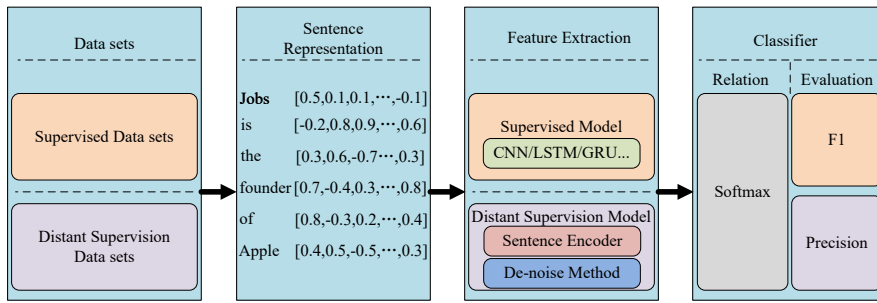 Data sets
Supervised Data sets
Distant Supervision
Data sets
Sentence
Representation
Jobs [0.5,0.1,0.1,⋯,-0.1]
is [-0.2,0.8,0.9,⋯,0.6]
the [0.3,0.6,-0.7⋯,0.3]
founder [0.7,-0.4,0.3,⋯,0.8]
of [0.8,-0.3,0.2,⋯,0.4]
Apple [0.4,0.5,-0.5,⋯,0.3]
Feature Extraction
Supervised Model
CNN/LSTM/GRU...
Distant Supervision Model
Sentence Encoder
De-noise Method
Classifier
Relation
Softmax
Evaluation
F1
Precision